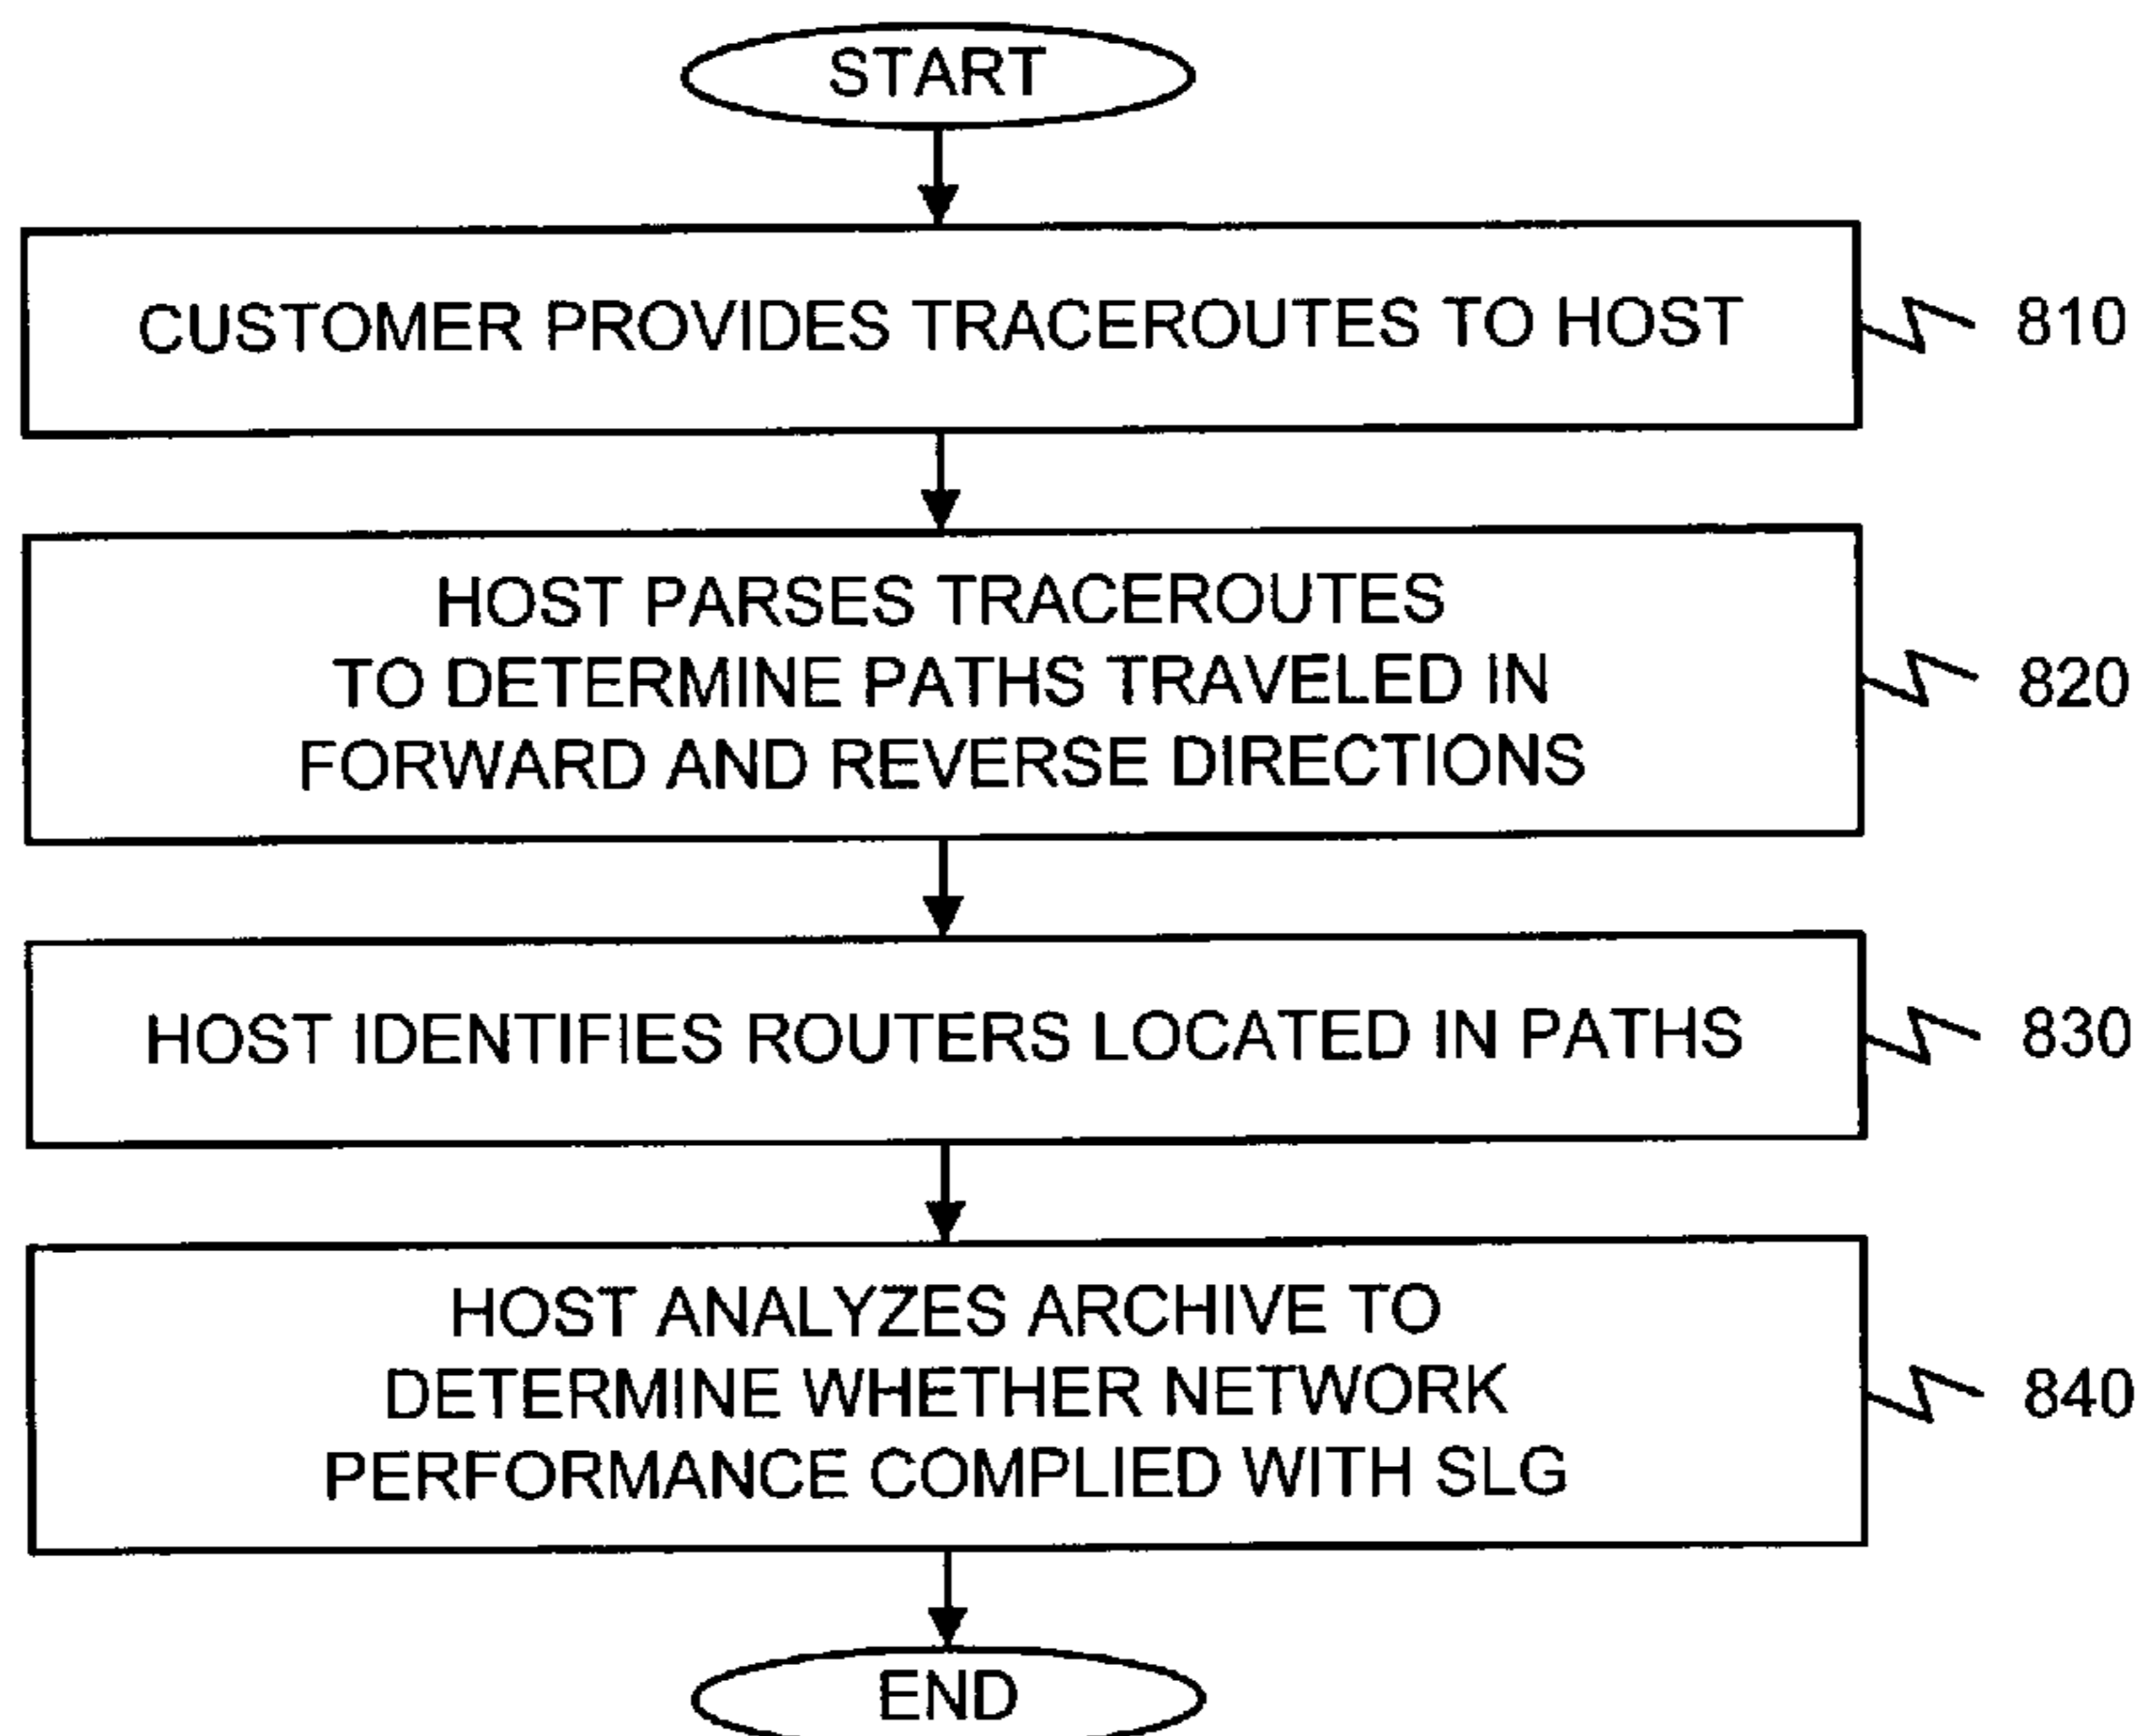 START
CUSTOMER PROVIDES TRACEROUTES TO HOST
810
HOST PARSES TRACEROUTES
TO DETERMINE PATHS TRAVELED IN
FORWARD AND REVERSE DIRECTIONS
820
HOST IDENTIFIES ROUTERS LOCATED IN PATHS
830
HOST ANALYZES ARCHIVE TO
DETERMINE WHETHER NETWORK
PERFORMANCE COMPLIED WITH SLG
840
END